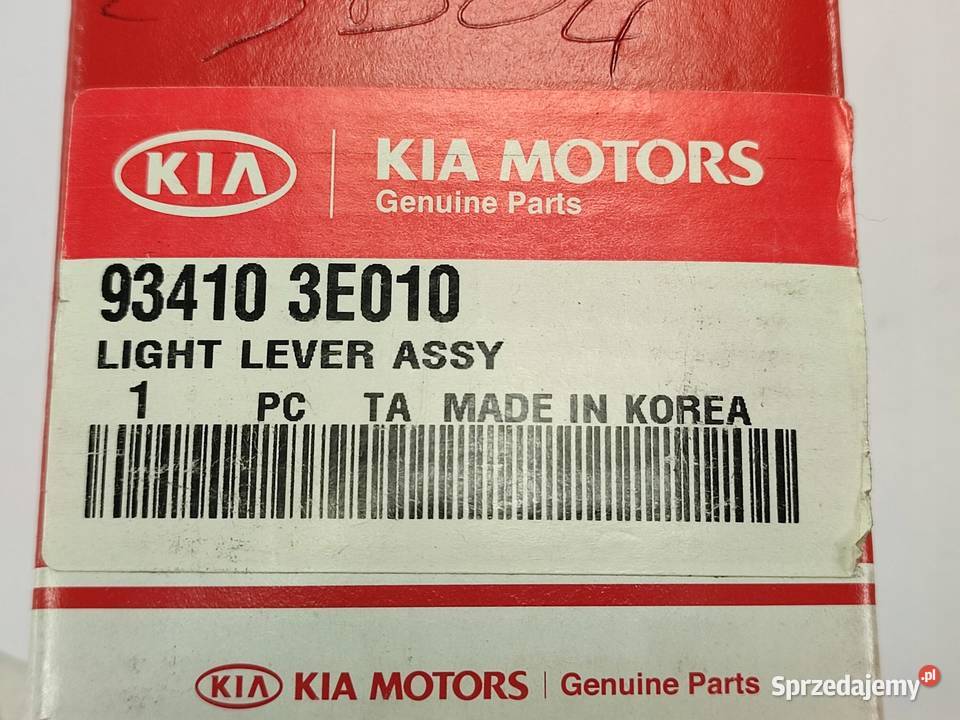 KIA
KIA MOTORS
Genuine Parts
93410 3E010
LIGHT LEVER ASSY
1 PC TA MADE IN KOREA
KIA KIA MOTORS Genuine Parts
Sprzedajemy.pl